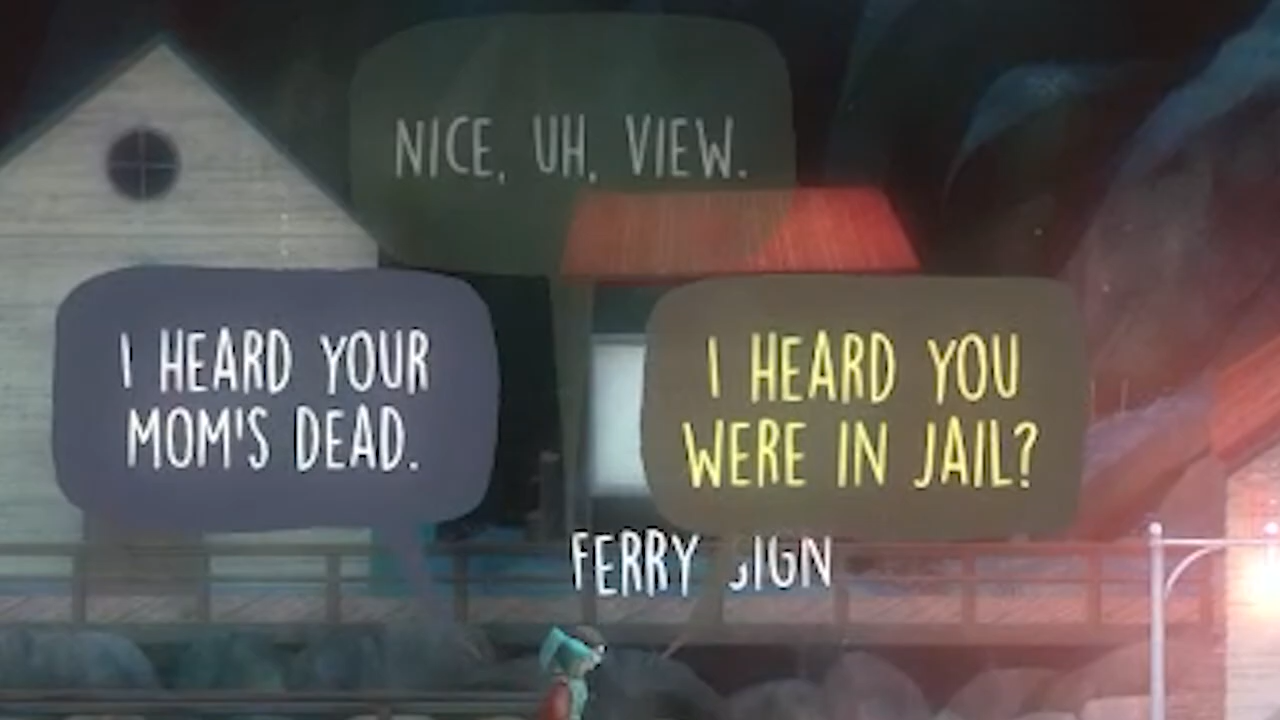 NICE, UH, VIEW.
I HEARD YOUR
MOM'S DEAD.
I HEARD YOU
WERE IN JAIL?
FERRY SIGN